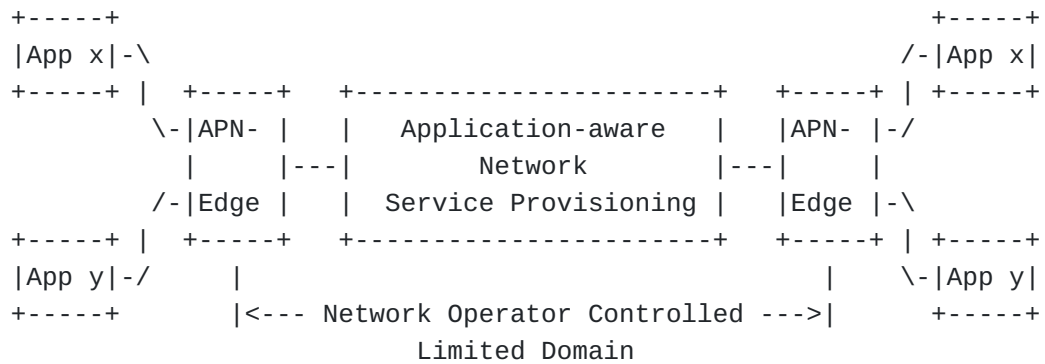 +-----+                                                 +-----+
|App x|-\                                             /-|App x|
+-----+ |  +-----+   +------------------------+   +-----+ | +-----+
         \-|APN- |   |   Application-aware    |   |APN- |-/
           |     |---|        Network         |---|     |
         /-|Edge |   |  Service Provisioning  |   |Edge |-\
+-----+ |  +-----+   +------------------------+   +-----+ | +-----+
|App y|-/     |                                      |    \-|App y|
+-----+       |<--- Network Operator Controlled --->|       +-----+
                         Limited Domain